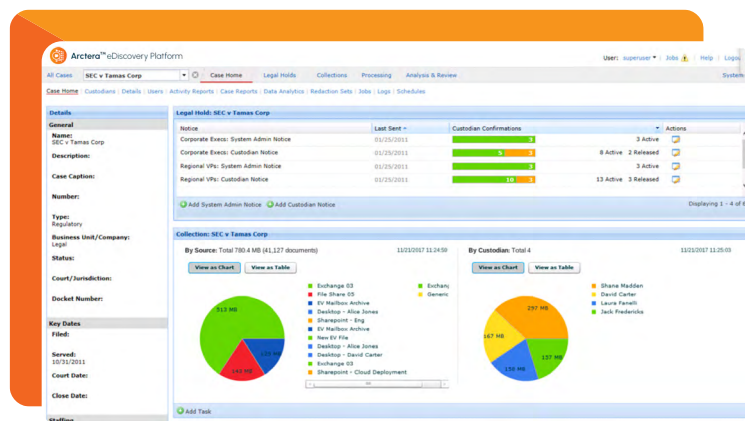 Arctera™ eDiscovery Platform
User: superuser | Jobs | Help | Logou
All Cases SEC v Tamas Corp Case Home Legal Holds Collections Processing Analysis & Review System
Case Home | Custodians | Details | Users | Activity Reports | Case Reports | Data Analytics | Redaction Sets | Jobs | Logs | Schedules
Details
General
Name:
SEC v Tamas Corp
Description:
Case Caption:
Number:
Type:
Regulatory
Business Unit/Company:
Legal
Status:
Court/Jurisdiction:
Docket Number:
Key Dates
Filed:
Served:
10/31/2011
Court Date:
Close Date:
Staffing
Legal Hold: SEC v Tamas Corp
Notice Last Sent Custodian Confirmations Actions
Corporate Execs: System Admin Notice 01/25/2011 3 3 Active
Corporate Execs: Custodian Notice 01/25/2011 5 3 8 Active 2 Released
Regional VPs: System Admin Notice 01/25/2011 3 3 Active
Regional VPs: Custodian Notice 01/25/2011 10 3 13 Active 3 Released
Add System Admin Notice Add Custodian Notice Displaying 1 - 4 of 6
Collection: SEC v Tamas Corp
By Source: Total 780.4 MB (41,127 documents) 11/21/2017 11:24:58
View as Chart View as Table
513 MB
143 MB
Exchange 03
File Share 05
EV Mailbox Archive
Desktop - Alice Jones
Sharepoint - Eng
EV Mailbox Archive
New EV File
Desktop - Alice Jones
Desktop - David Carter
Exchange 03
Sharepoint - Cloud Deployment
Exchang
Generic
By Custodian: Total 4 11/21/2017 11:25:03
View as Chart View as Table
297 MB
167 MB
158 MB
157 MB
Shane Madden
David Carter
Laura Fanelli
Jack Fredericks
Add Task